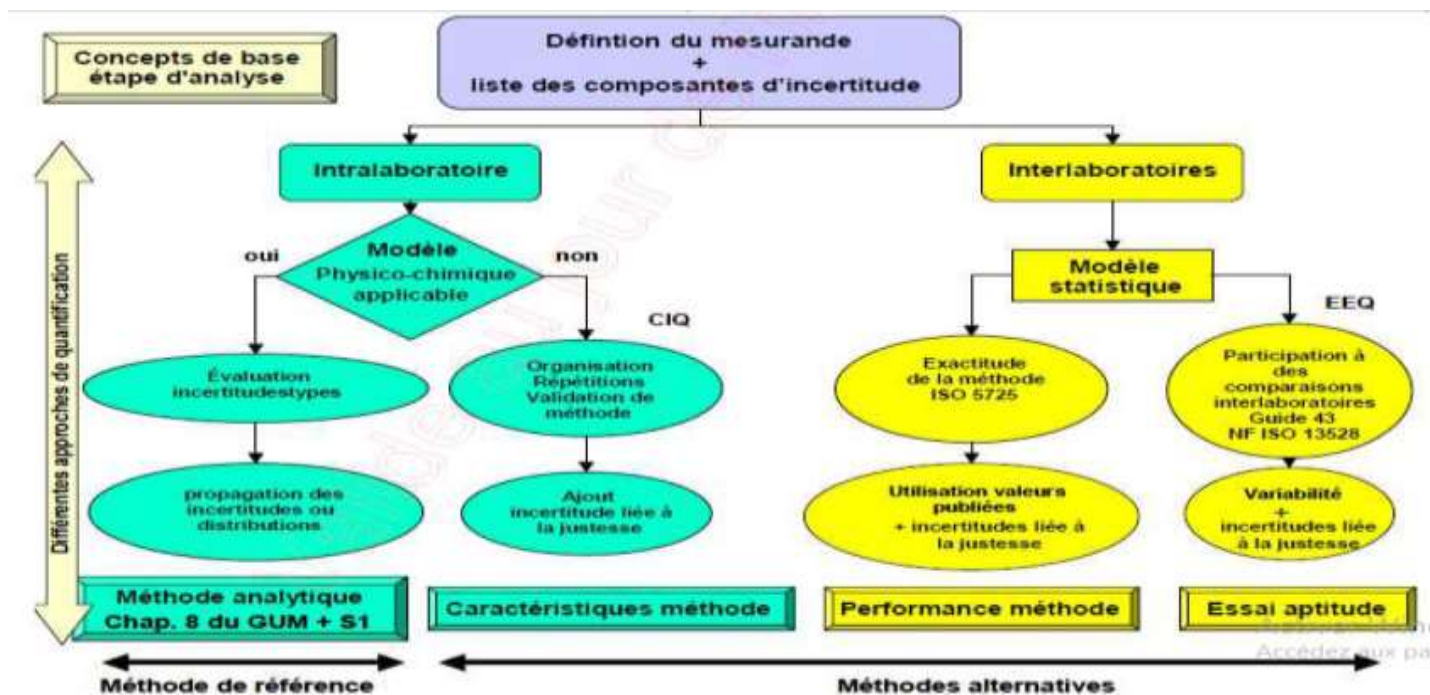 Concepts de base
étape d'analyse
Défintion du mesurande
+
liste des composantes d'incertitude
Intralaboratoire
Interlaboratoires
oui
Modèle
Physico-chimique
applicable
non
Modèle
statistique
CIQ
EEQ
Différentes approches de quantification
Évaluation
incertitudestypes
Organisation
Répétitions
Validation de
méthode
Exactitude
de la méthode
ISO 5725
Participation à
des
comparaisons
interlaboratoires
Guide 43
NF ISO 13528
propagation des
incertitudes ou
distributions
Ajout
incertitude liée à
la justesse
Utilisation valeurs
publiées
+ incertitudes liée à
la justesse
Variabilité
+
incertitudes liée
à la justesse
Méthode analytique
Chap. 8 du GUM + S1
Caractéristiques méthode
Performance méthode
Essai aptitude
Accédez aux pa
Méthode de référence
Méthodes alternatives